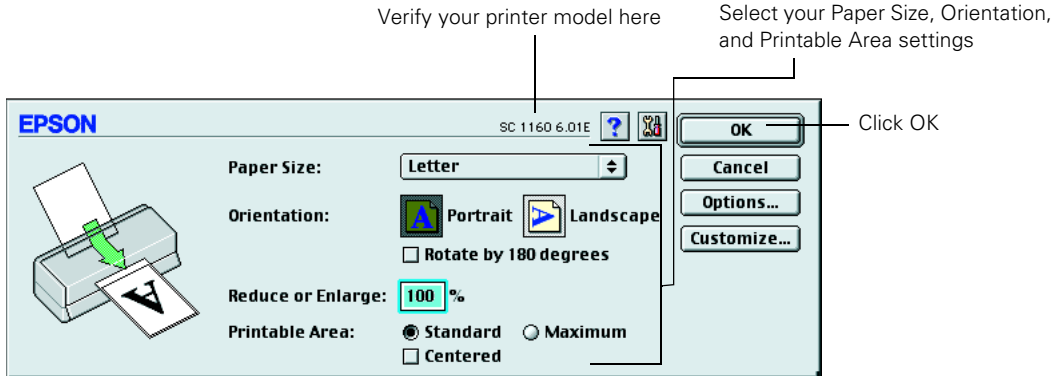 Verify your printer model here
Select your Paper Size, Orientation,
and Printable Area settings
EPSON
SC 1160 6.01E
?
OK
Click OK
Paper Size:
Letter
Cancel
Orientation:
A
Portrait
A
Landscape
Options...
Rotate by 180 degrees
Customize...
A
Reduce or Enlarge:
100 %
Printable Area:
Standard
Maximum
Centered